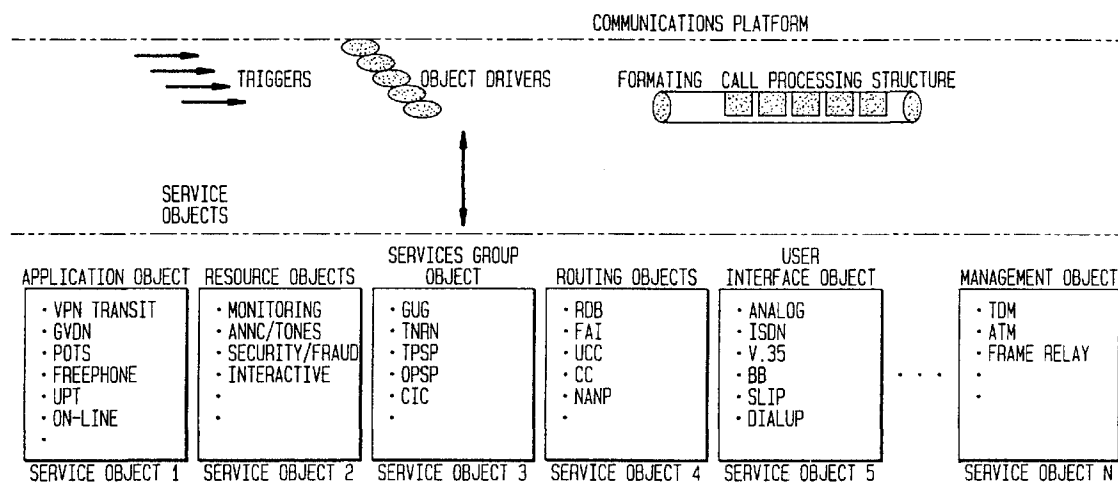 COMMUNICATIONS PLATFORM
TRIGGERS
OBJECT DRIVERS
FORMATING CALL PROCESSING STRUCTURE
SERVICE
OBJECTS
APPLICATION OBJECT
· VPN TRANSIT
· GVDN
· POTS
· FREEPHONE
· UPT
· ON-LINE
·
SERVICE OBJECT 1
RESOURCE OBJECTS
· MONITORING
· ANNC/TONES
· SECURITY/FRAUD
· INTERACTIVE
·
·
SERVICE OBJECT 2
SERVICES GROUP
OBJECT
· GUG
· TNRN
· TPSP
· OPSP
· CIC
·
SERVICE OBJECT 3
ROUTING OBJECTS
· RDB
· FAI
· UCC
· CC
· NANP
·
SERVICE OBJECT 4
USER
INTERFACE OBJECT
· ANALOG
· ISDN
· V.35
· BB
· SLIP
· DIALUP
SERVICE OBJECT 5
· · ·
MANAGEMENT OBJECT
· TDM
· ATM
· FRAME RELAY
·
·
SERVICE OBJECT N